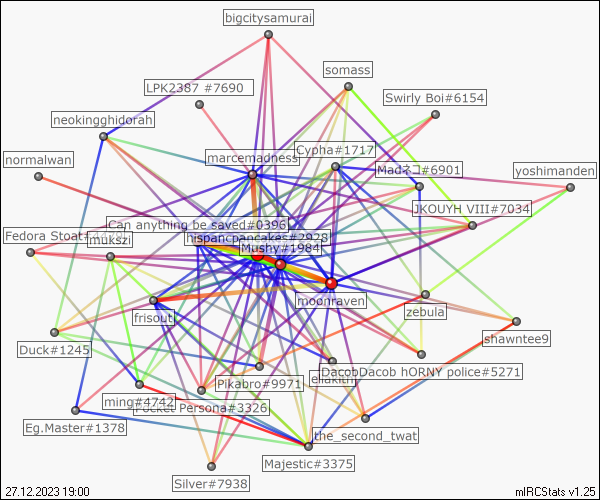 bigcitysamurai
somass
LPK2387 #7690
Swirly Boi#6154
neokingghidorah
Cypha#1717
marcemadness
normalwan
Madネコ#6901
yoshimanden
JKOUYH VIII#7034
Can anything be saved#0396
Fedora Stoat#
mukszi
hispancpancakes#2928
Mushy#1984
moonraven
zebula
frisout
shawntee9
Duck#1245
DacobDacob hORNY police#5271
Pikabro#9971
ming#4742
Pocket Persona#3326
Eg.Master#1378
the_second_twat
Majestic#3375
Silver#7938
27.12.2023 19:00
mIRCStats v1.25